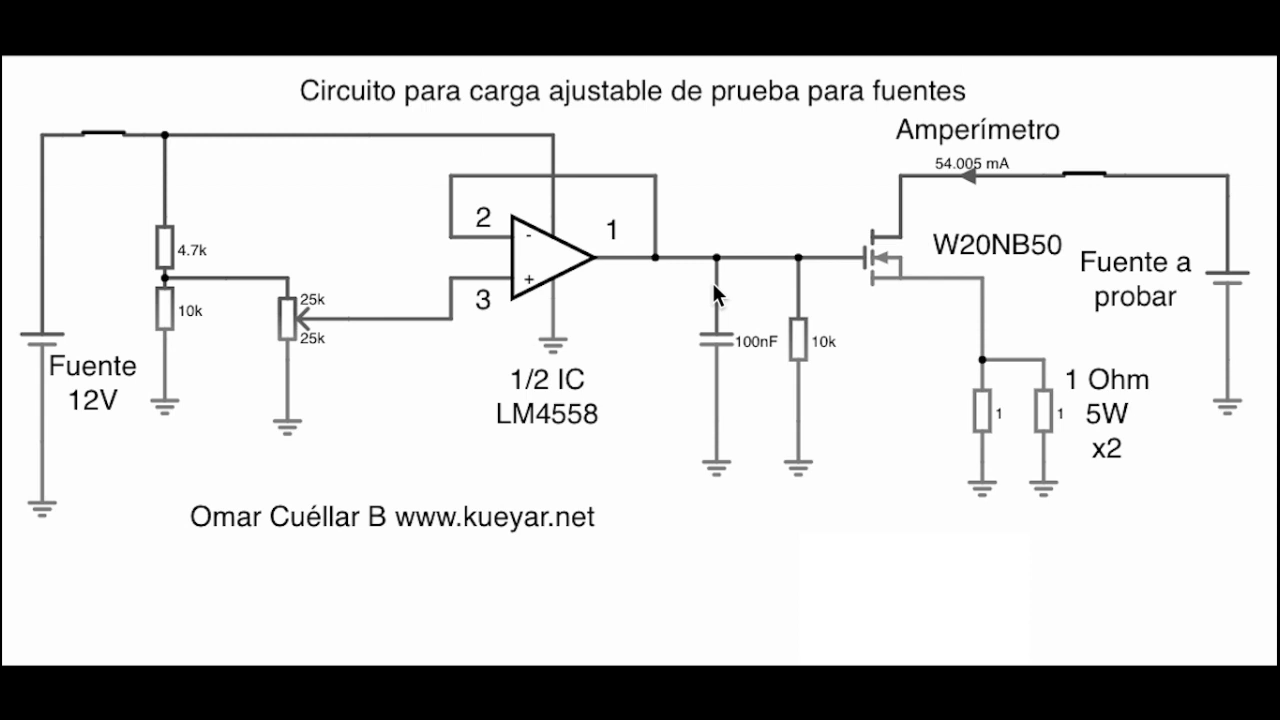 Circuito para carga ajustable de prueba para fuentes
Amperímetro
54.005 mA
2
1
4.7k
-
W20NB50
Fuente a
probar
+
3
25k
10k
25k
100nF
10k
Fuente
12V
1/2 IC
LM4558
1 Ohm
5W
x2
1
1
Omar Cuéllar B www.kueyar.net